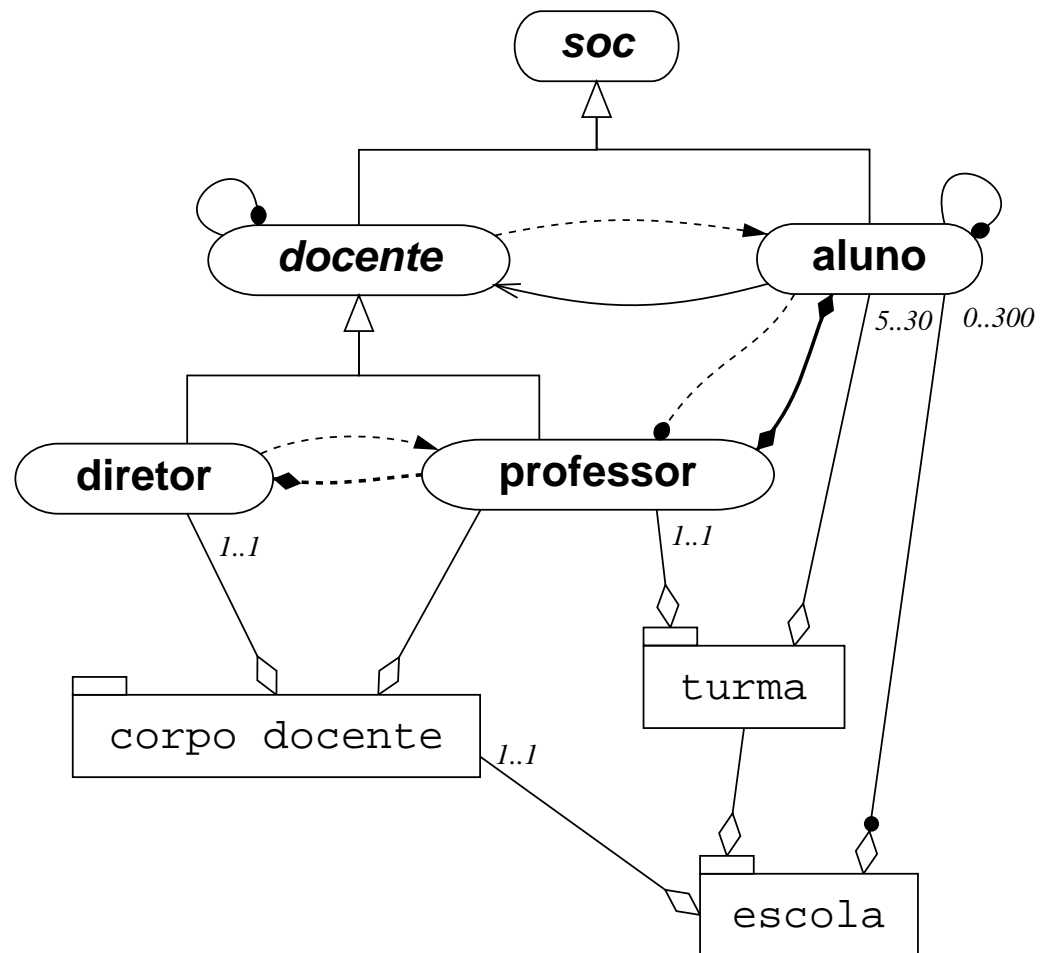 soc
docente
aluno
5..30
0..300
diretor
professor
1..1
1..1
turma
corpo docente
1..1
escola